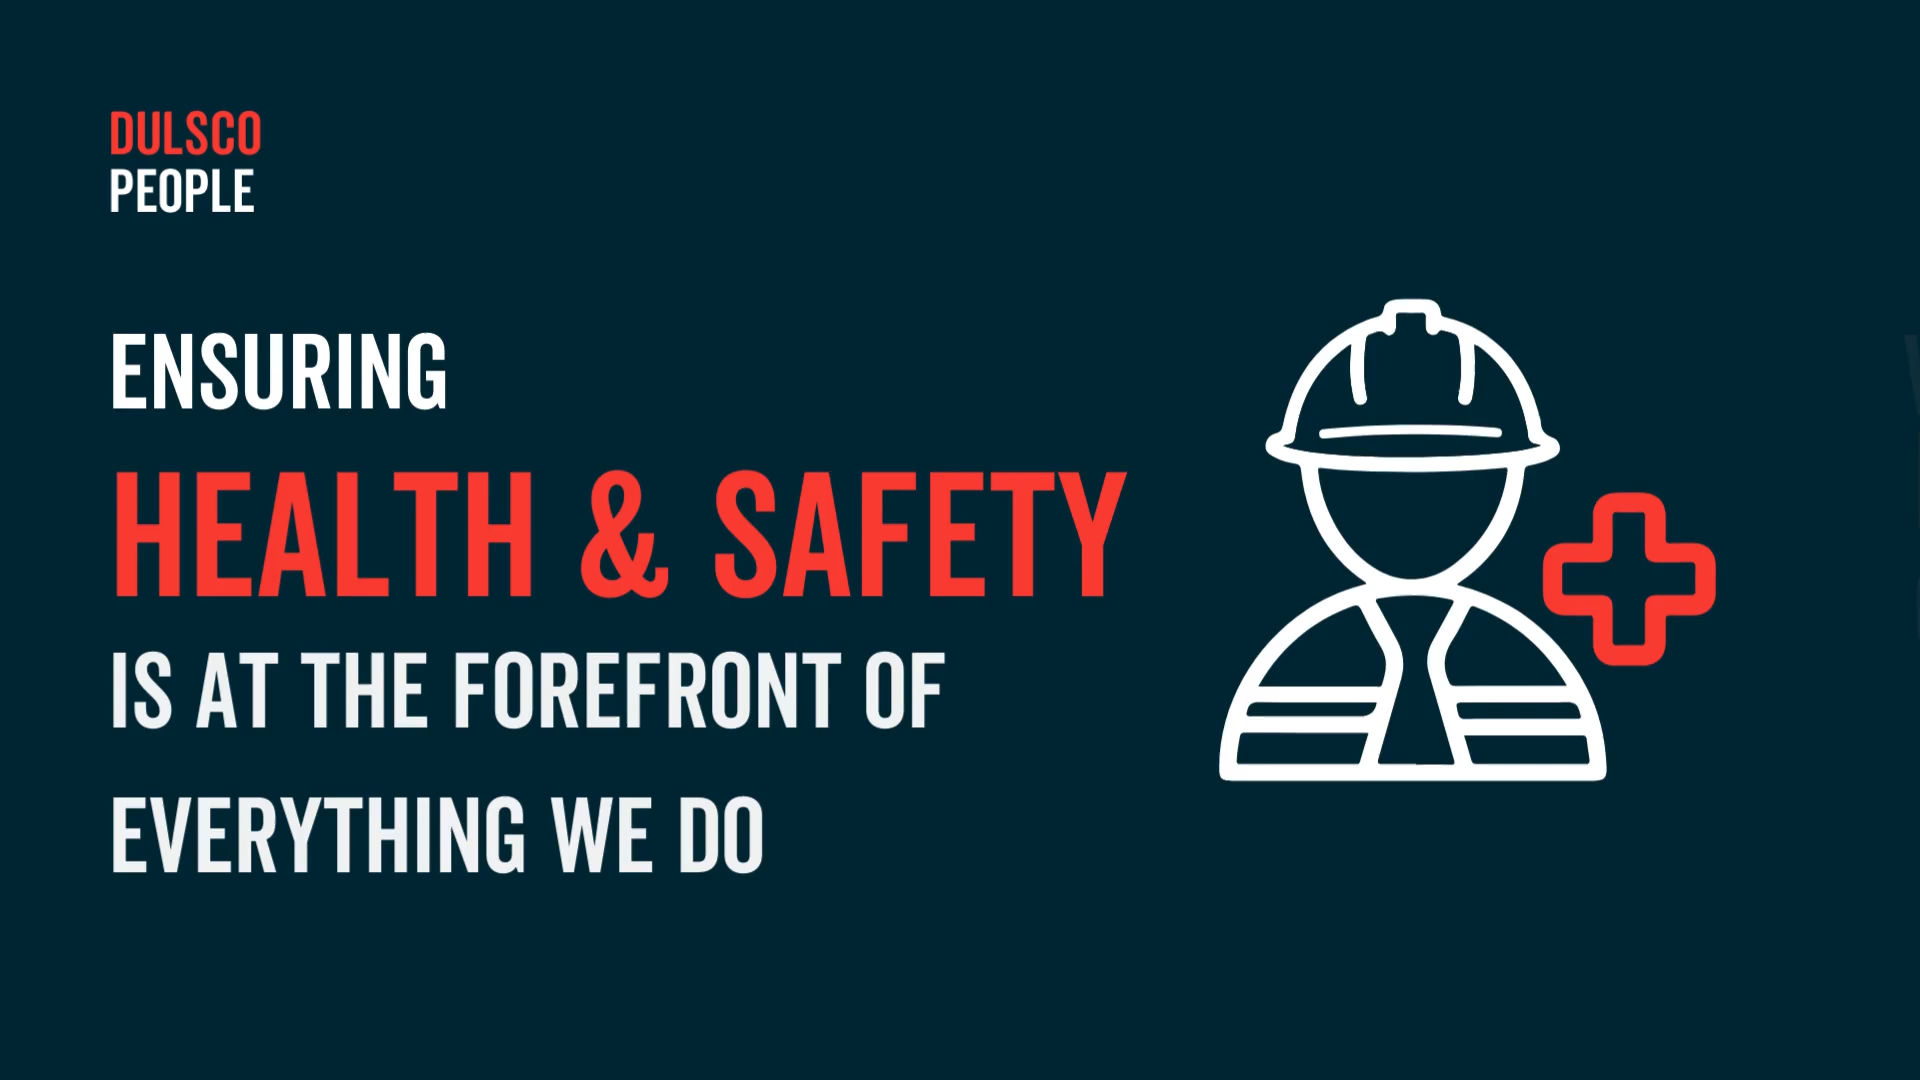 DULSCO
PEOPLE
ENSURING
HEALTH & SAFETY
IS AT THE FOREFRONT OF
EVERYTHING WE DO